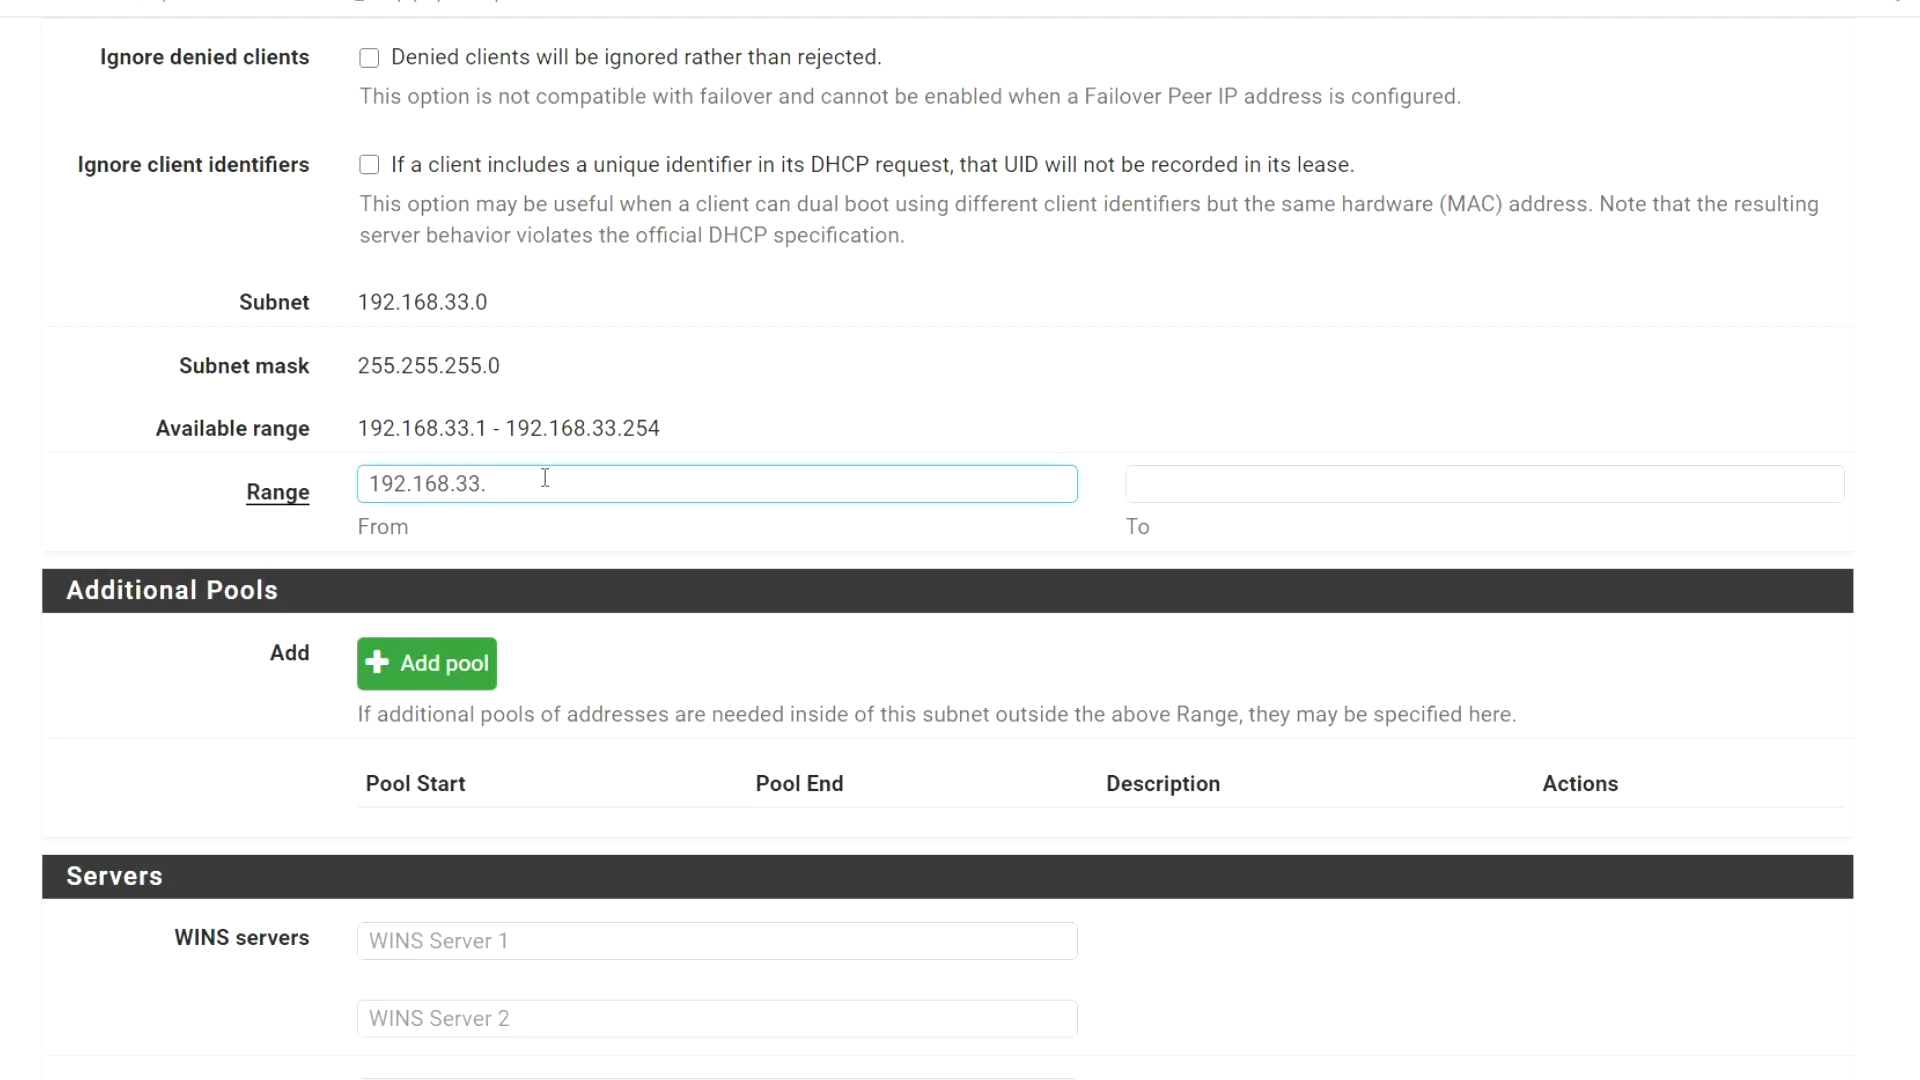 Ignore denied clients
Denied clients will be ignored rather than rejected.
This option is not compatible with failover and cannot be enabled when a Failover Peer IP address is configured.
Ignore client identifiers
If a client includes a unique identifier in its DHCP request, that UID will not be recorded in its lease.
This option may be useful when a client can dual boot using different client identifiers but the same hardware (MAC) address. Note that the resulting
server behavior violates the official DHCP specification.
Subnet
192.168.33.0
Subnet mask
255.255.255.0
Available range
192.168.33.1 - 192.168.33.254
Range
192.168.33.
From
To
Additional Pools
Add
Add pool
If additional pools of addresses are needed inside of this subnet outside the above Range, they may be specified here.
Pool Start Pool End Description Actions
Servers
WINS servers
WINS Server 1
WINS Server 2